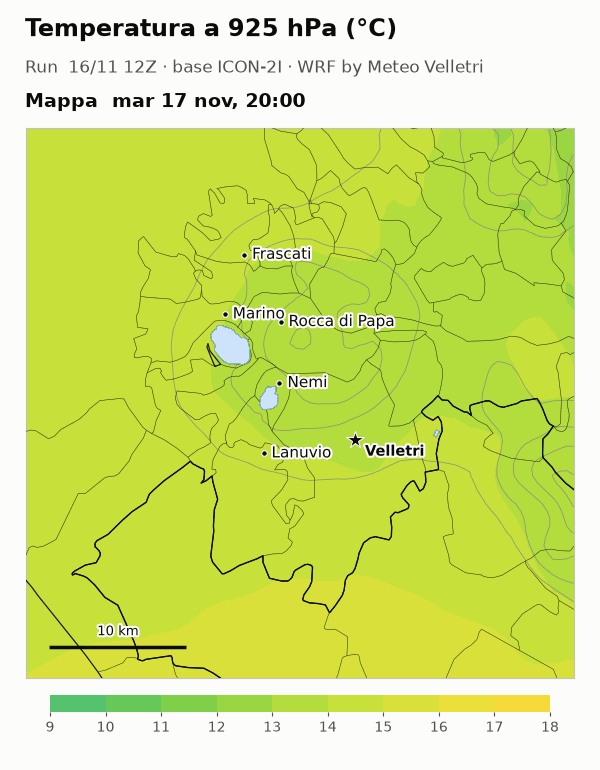 Temperatura a 925 hPa (°C)
Run  16/11 12Z · base ICON-2I · WRF by Meteo Velletri
Mappa  mar 17 nov, 20:00
Frascati
Marino
Rocca di Papa
Nemi
Velletri
Lanuvio
10 km
9 10 11 12 13 14 15 16 17 18